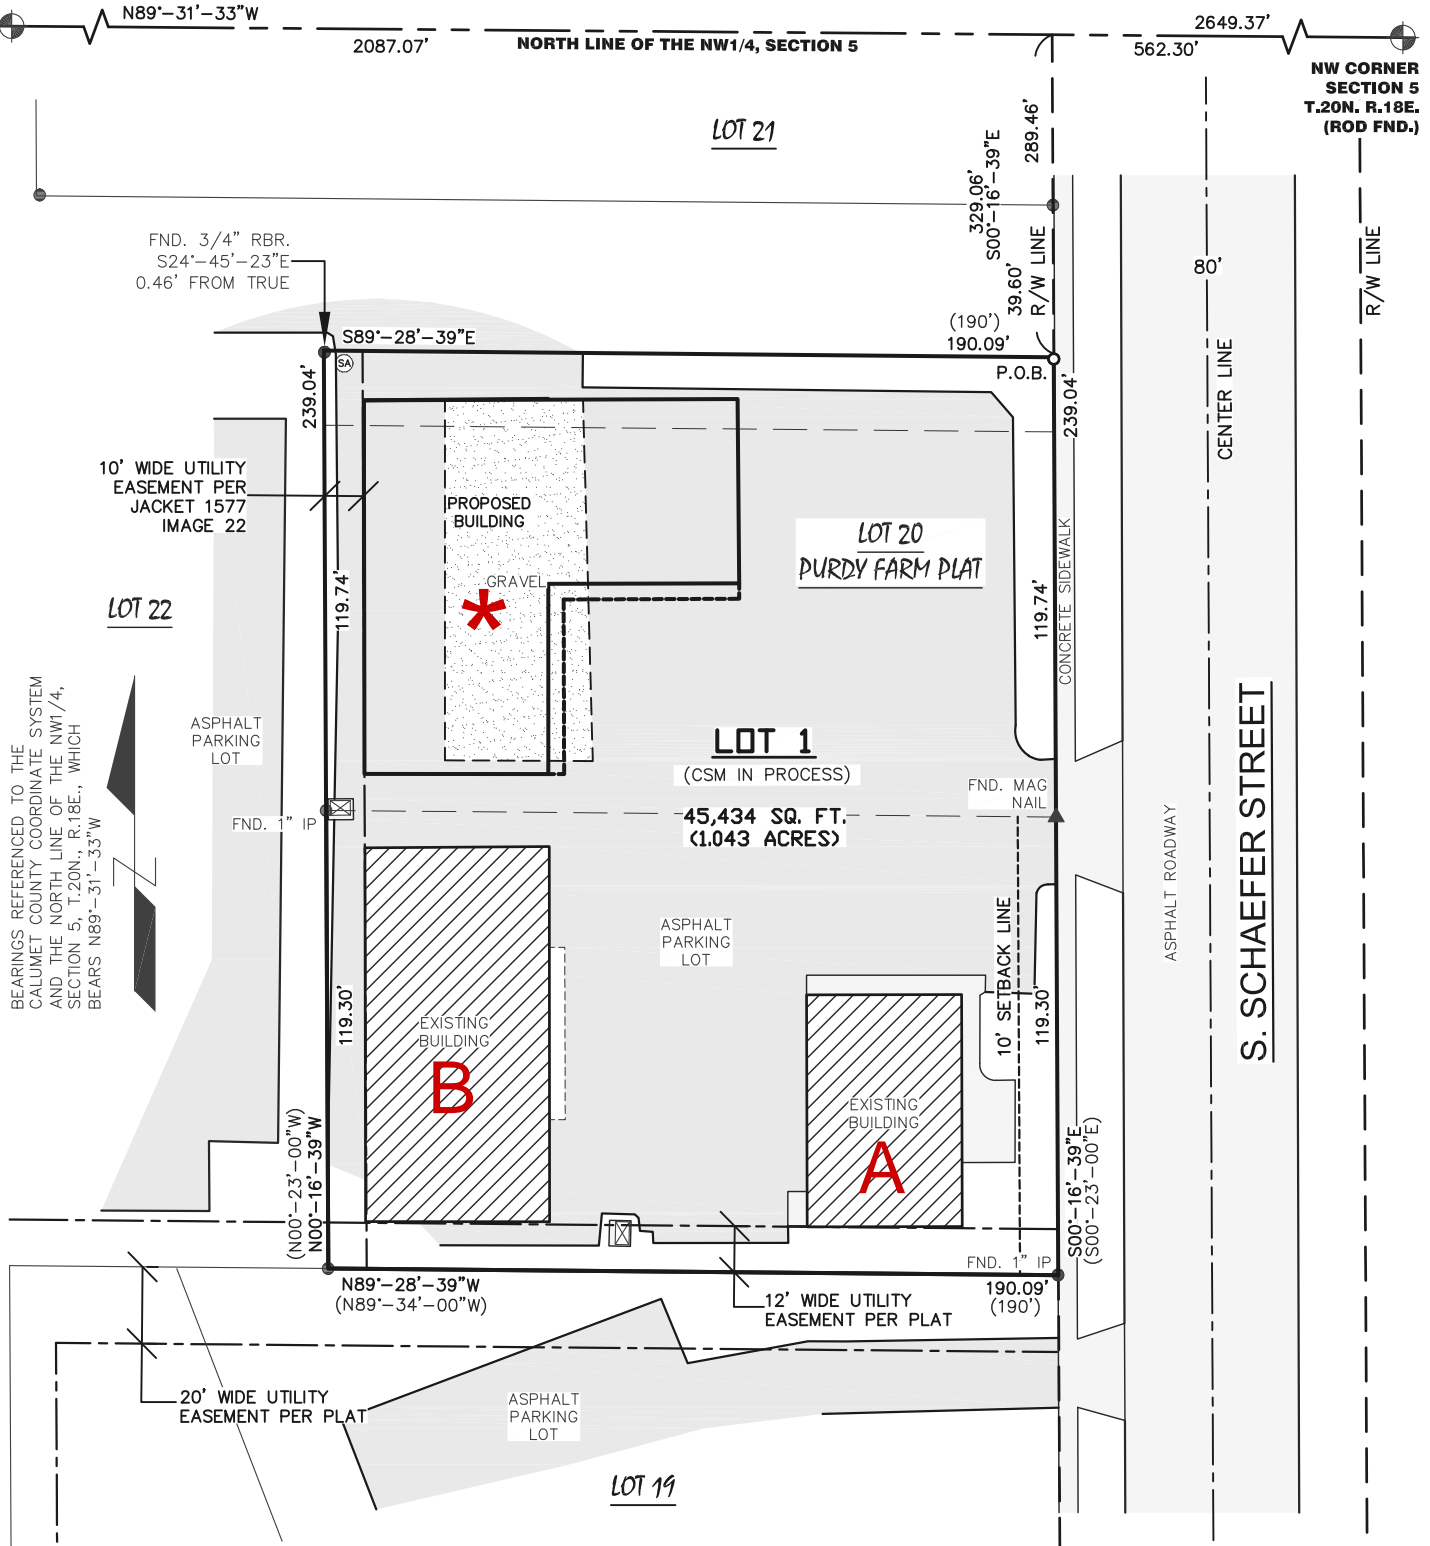 N89°-31'-33"W
2087.07'
NORTH LINE OF THE NW1/4, SECTION 5
2649.37'
562.30'
NW CORNER
SECTION 5
T.20N. R.18E.
(ROD FND.)
LOT 21
289.46'
329.06'
S00°-16'-39"E
39.60'
R/W LINE
80'
R/W LINE
CENTER LINE
FND. 3/4" RBR.
S24°-45'-23"E
0.46' FROM TRUE
S89°-28'-39"E
(190')
190.09'
P.O.B.
SA
239.04'
239.04'
10' WIDE UTILITY
EASEMENT PER
JACKET 1577
IMAGE 22
PROPOSED
BUILDING
GRAVEL
*
LOT 20
PURDY FARM PLAT
CONCRETE SIDEWALK
LOT 22
119.74'
119.74'
BEARINGS REFERENCED TO THE
CALUMET COUNTY COORDINATE SYSTEM
AND THE NORTH LINE OF THE NW1/4,
SECTION 5, T.20N., R.18E., WHICH
BEARS N89°-31'-33"W
ASPHALT
PARKING
LOT
LOT 1
(CSM IN PROCESS)
45,434 SQ. FT.
(1.043 ACRES)
FND. MAG
NAIL
FND. 1" IP
S. SCHAEFER STREET
ASPHALT ROADWAY
ASPHALT
PARKING
LOT
10' SETBACK LINE
119.30'
119.30'
EXISTING
BUILDING
B
EXISTING
BUILDING
A
(N00°-23'-00"W)
N00°-16'-39"W
S00°-16'-39"E
(S00°-23'-00"E)
FND. 1" IP
N89°-28'-39"W
(N89°-34'-00"W)
190.09'
(190')
12' WIDE UTILITY
EASEMENT PER PLAT
20' WIDE UTILITY
EASEMENT PER PLAT
ASPHALT
PARKING
LOT
LOT 19